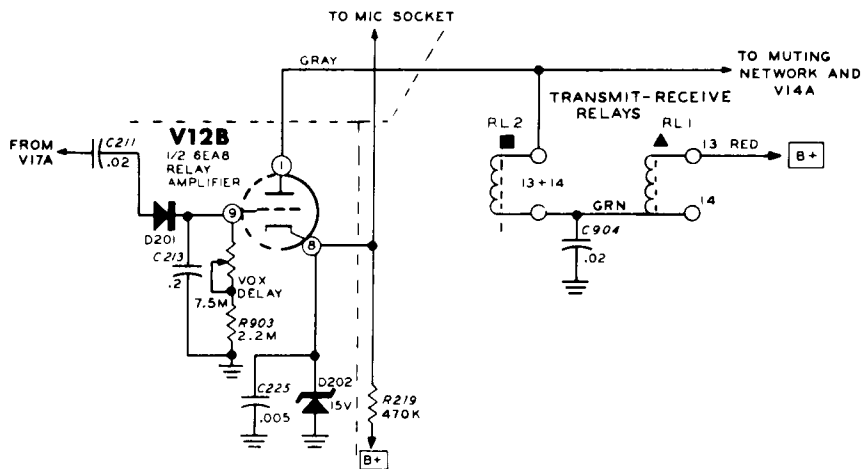 TO MIC SOCKET
GRAY
TO MUTING
NETWORK AND
V14A
TRANSMIT-RECEIVE
RELAYS
FROM
V17A
C211
.02
V12B
1/2 6EA8
RELAY
AMPLIFIER
1
9
8
D201
C213
.2
VOX
DELAY
7.5M
R903
2.2M
C225
.005
D202
15V
R219
470K
B+
RL2
13+14
GRN
C904
.02
RL1
13 RED
B+
14